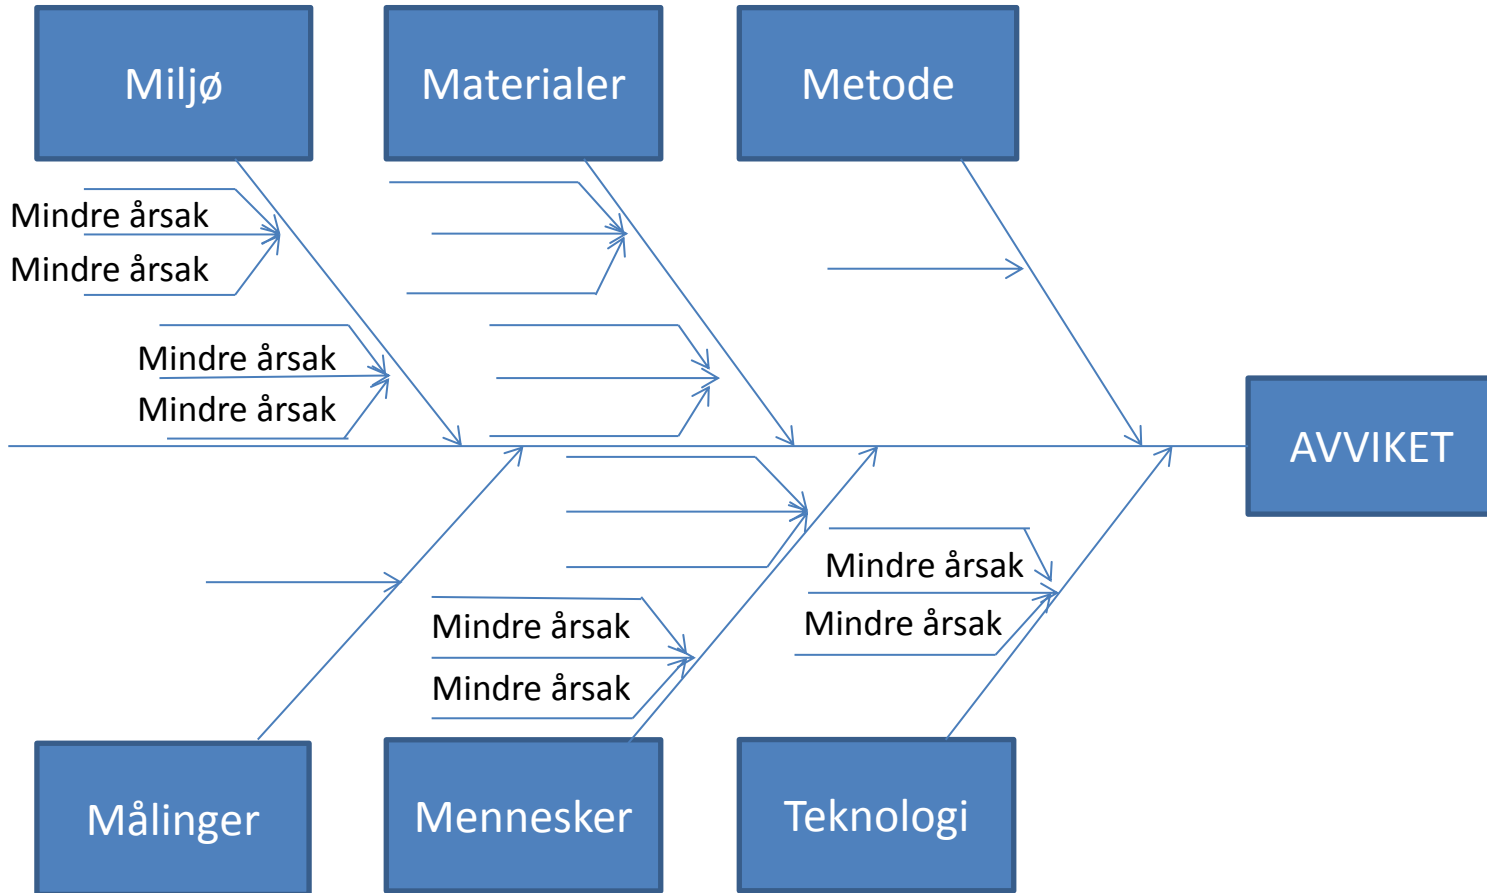 Miljø
Materialer
Metode
Mindre årsak
Mindre årsak
Mindre årsak
Mindre årsak
AVVIKET
Mindre årsak
Mindre årsak
Mindre årsak
Mindre årsak
Målinger
Mennesker
Teknologi